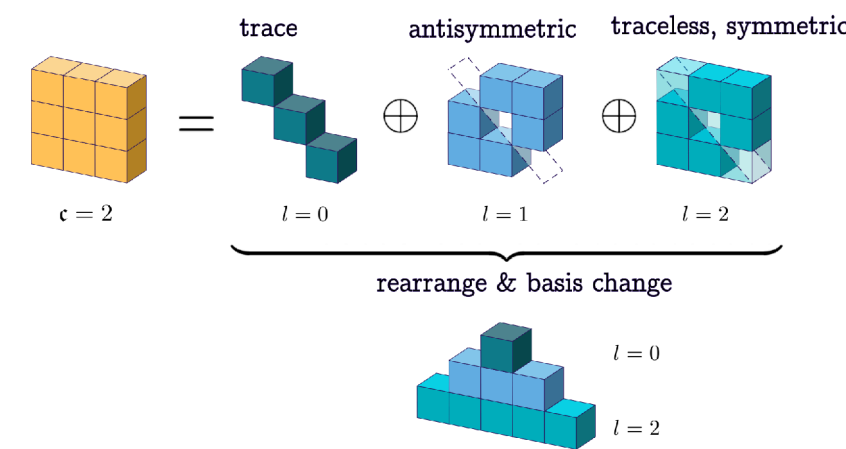 trace antisymmetric traceless, symmetric
=
⊕
⊕
𝔠 = 2
l = 0
l = 1
l = 2
rearrange & basis change
l = 0
l = 2